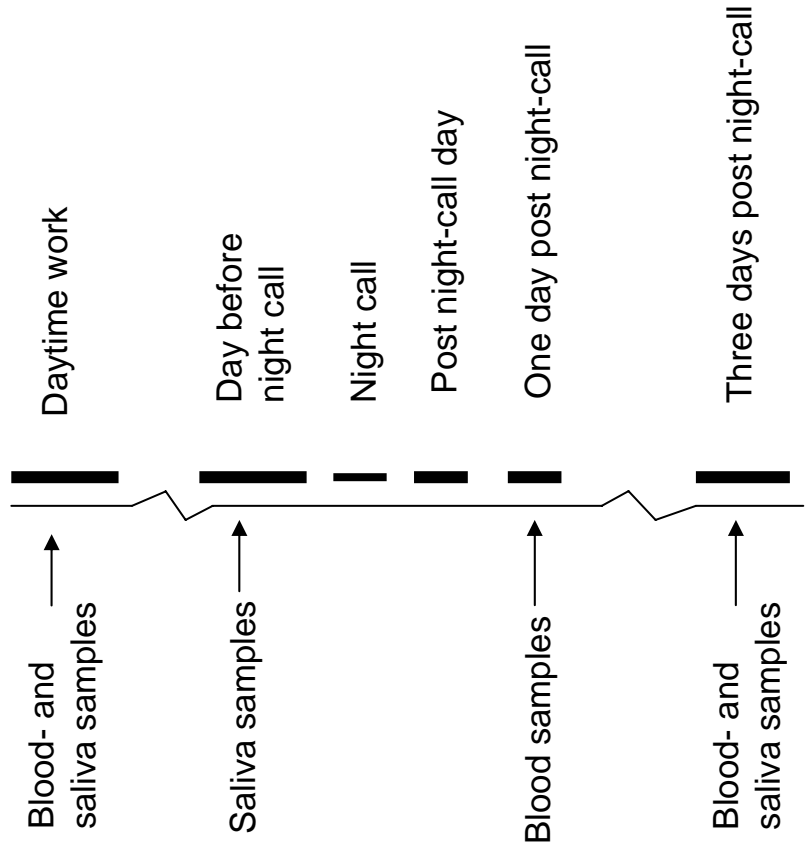 Daytime work
Day before
night call
Night call
Post night-call day
One day post night-call
Three days post night-call
Blood- and
saliva samples
Saliva samples
Blood samples
Blood- and
saliva samples